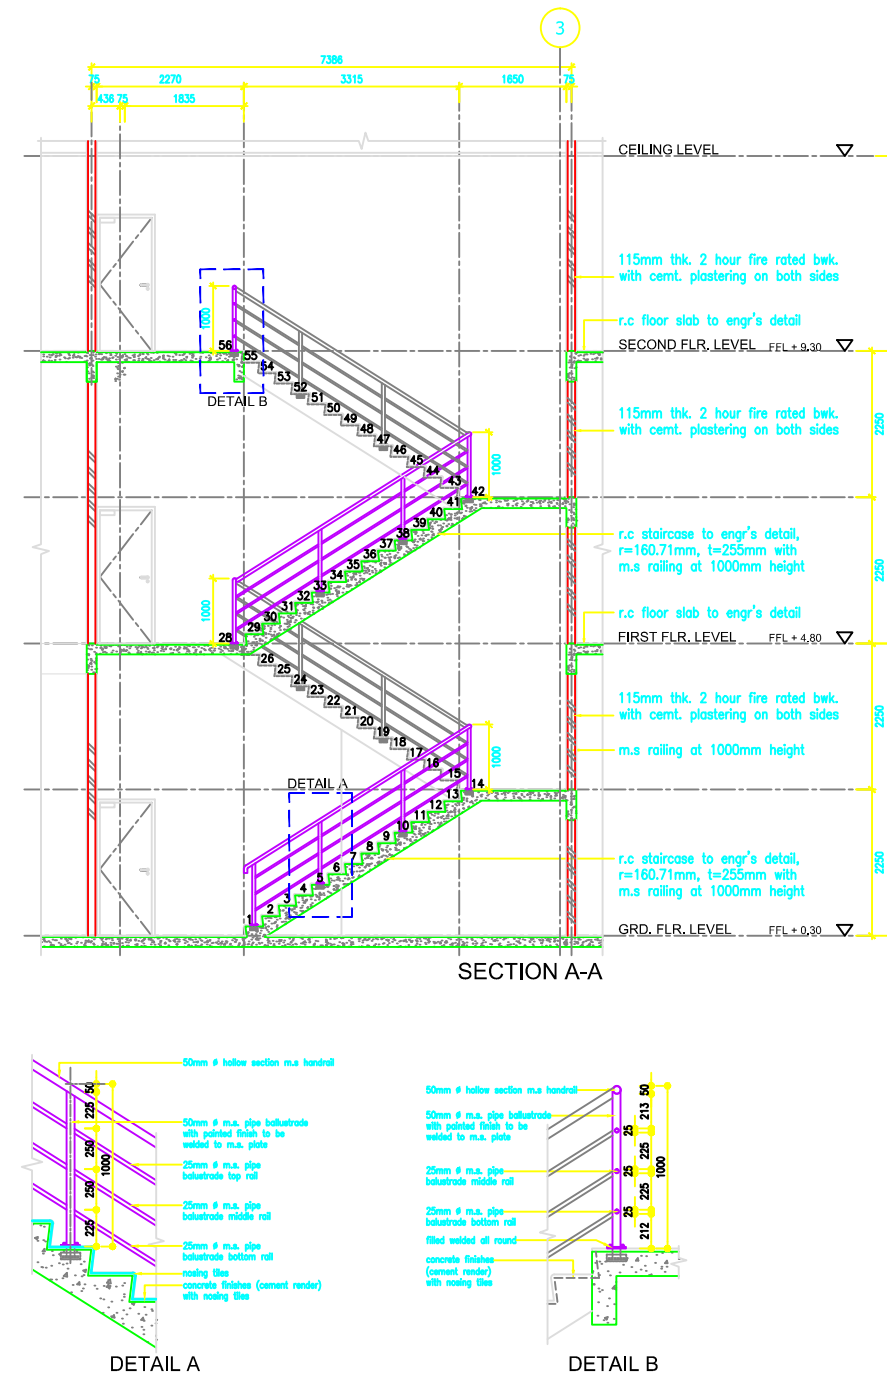 3
7386
75 2270 3315 1650 75
436 75 1835
CEILING LEVEL
115mm thk. 2 hour fire rated bwk.
with cemt. plastering on both sides
r.c floor slab to engr's detail
SECOND FLR. LEVEL FFL + 9.30
1000
56
55
54
53
52
51
50
49
48
47
46
45
44
43
42
DETAIL B
115mm thk. 2 hour fire rated bwk.
with cemt. plastering on both sides
2250
1000
41
40
39
38
37
36
35
34
33
32
31
30
29
28
r.c staircase to engr's detail,
r=160.71mm, t=255mm with
m.s railing at 1000mm height
2250
1000
r.c floor slab to engr's detail
FIRST FLR. LEVEL FFL + 4.80
26
25
24
23
22
21
20
19
18
17
16
15
14
115mm thk. 2 hour fire rated bwk.
with cemt. plastering on both sides
m.s railing at 1000mm height
2250
1000
DETAIL A
13
12
11
10
9
8
7
6
5
4
3
2
1
r.c staircase to engr's detail,
r=160.71mm, t=255mm with
m.s railing at 1000mm height
2250
GRD. FLR. LEVEL FFL + 0.30
SECTION A-A
50mm ø hollow section m.s handrail
50mm ø m.s. pipe ballustrade
with painted finish to be
welded to m.s. plate
25mm ø m.s. pipe
balustrade top rail
25mm ø m.s. pipe
balustrade middle rail
25mm ø m.s. pipe
balustrade bottom rail
nosing tiles
concrete finishes (cement render)
with nosing tiles
50
225
250
250
225
1000
DETAIL A
50mm ø hollow section m.s handrail
50mm ø m.s. pipe ballustrade
with painted finish to be
welded to m.s. plate
25mm ø m.s. pipe
balustrade middle rail
25mm ø m.s. pipe
balustrade bottom rail
filled welded all round
concrete finishes
(cement render)
with nosing tiles
50
213
25
225
25
225
25
212
1000
DETAIL B